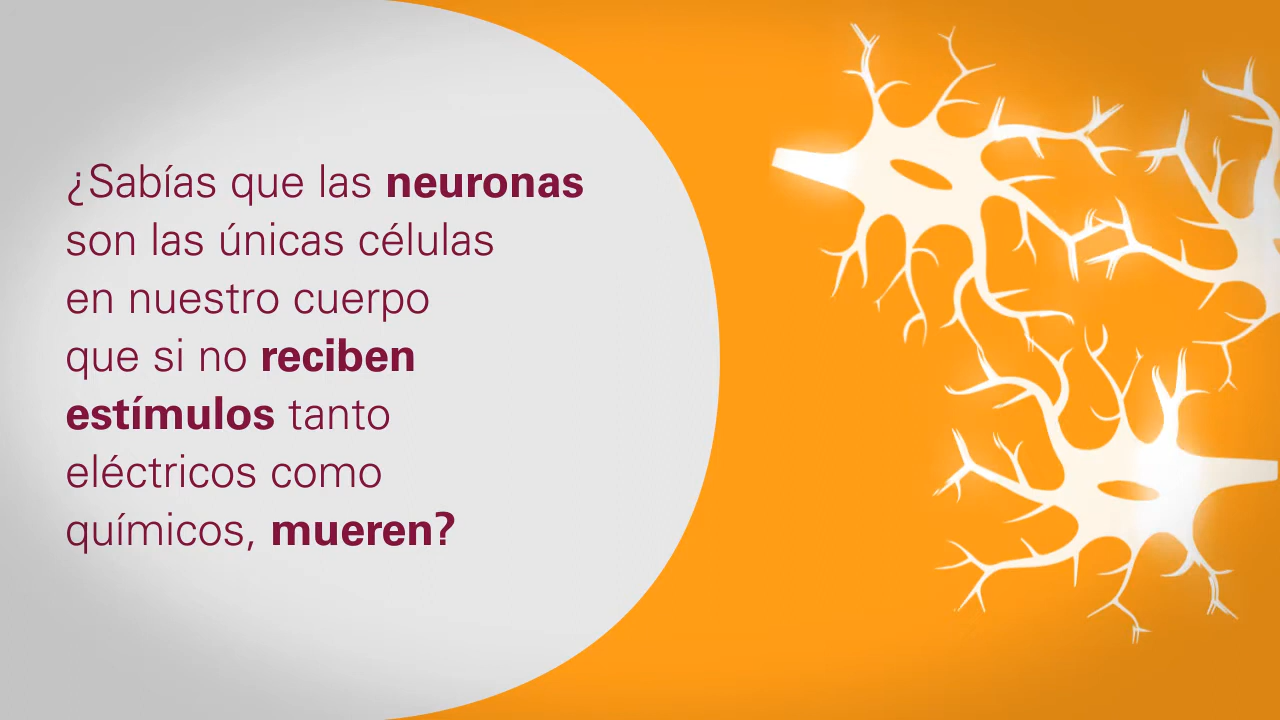 ¿Sabías que las neuronas
son las únicas células
en nuestro cuerpo
que si no reciben
estímulos tanto
eléctricos como
químicos, mueren?